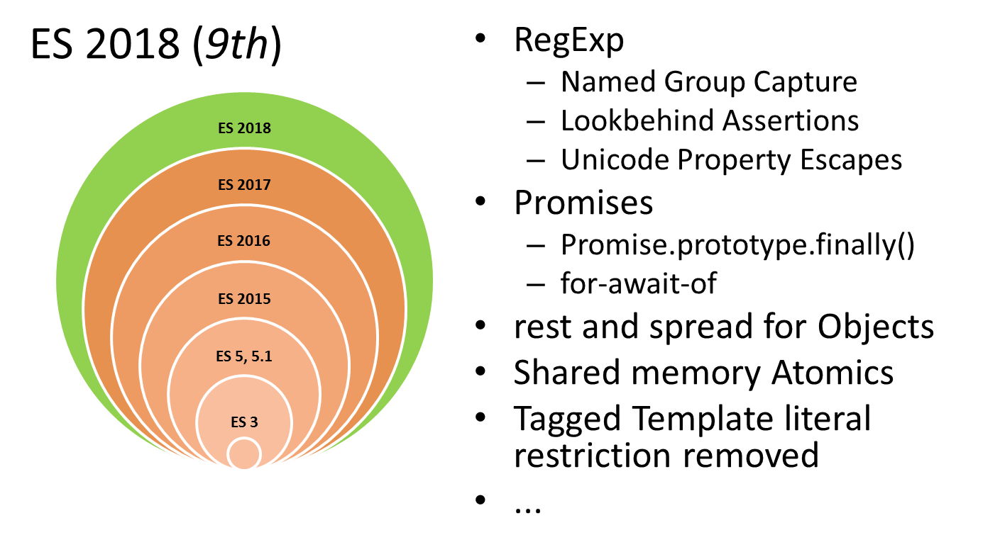 ES 2018 (9th)
ES 2018
ES 2017
ES 2016
ES 2015
ES 5, 5.1
ES 3
• RegExp
– Named Group Capture
– Lookbehind Assertions
– Unicode Property Escapes
• Promises
– Promise.prototype.finally()
– for-await-of
• rest and spread for Objects
• Shared memory Atomics
• Tagged Template literal
restriction removed
• ...